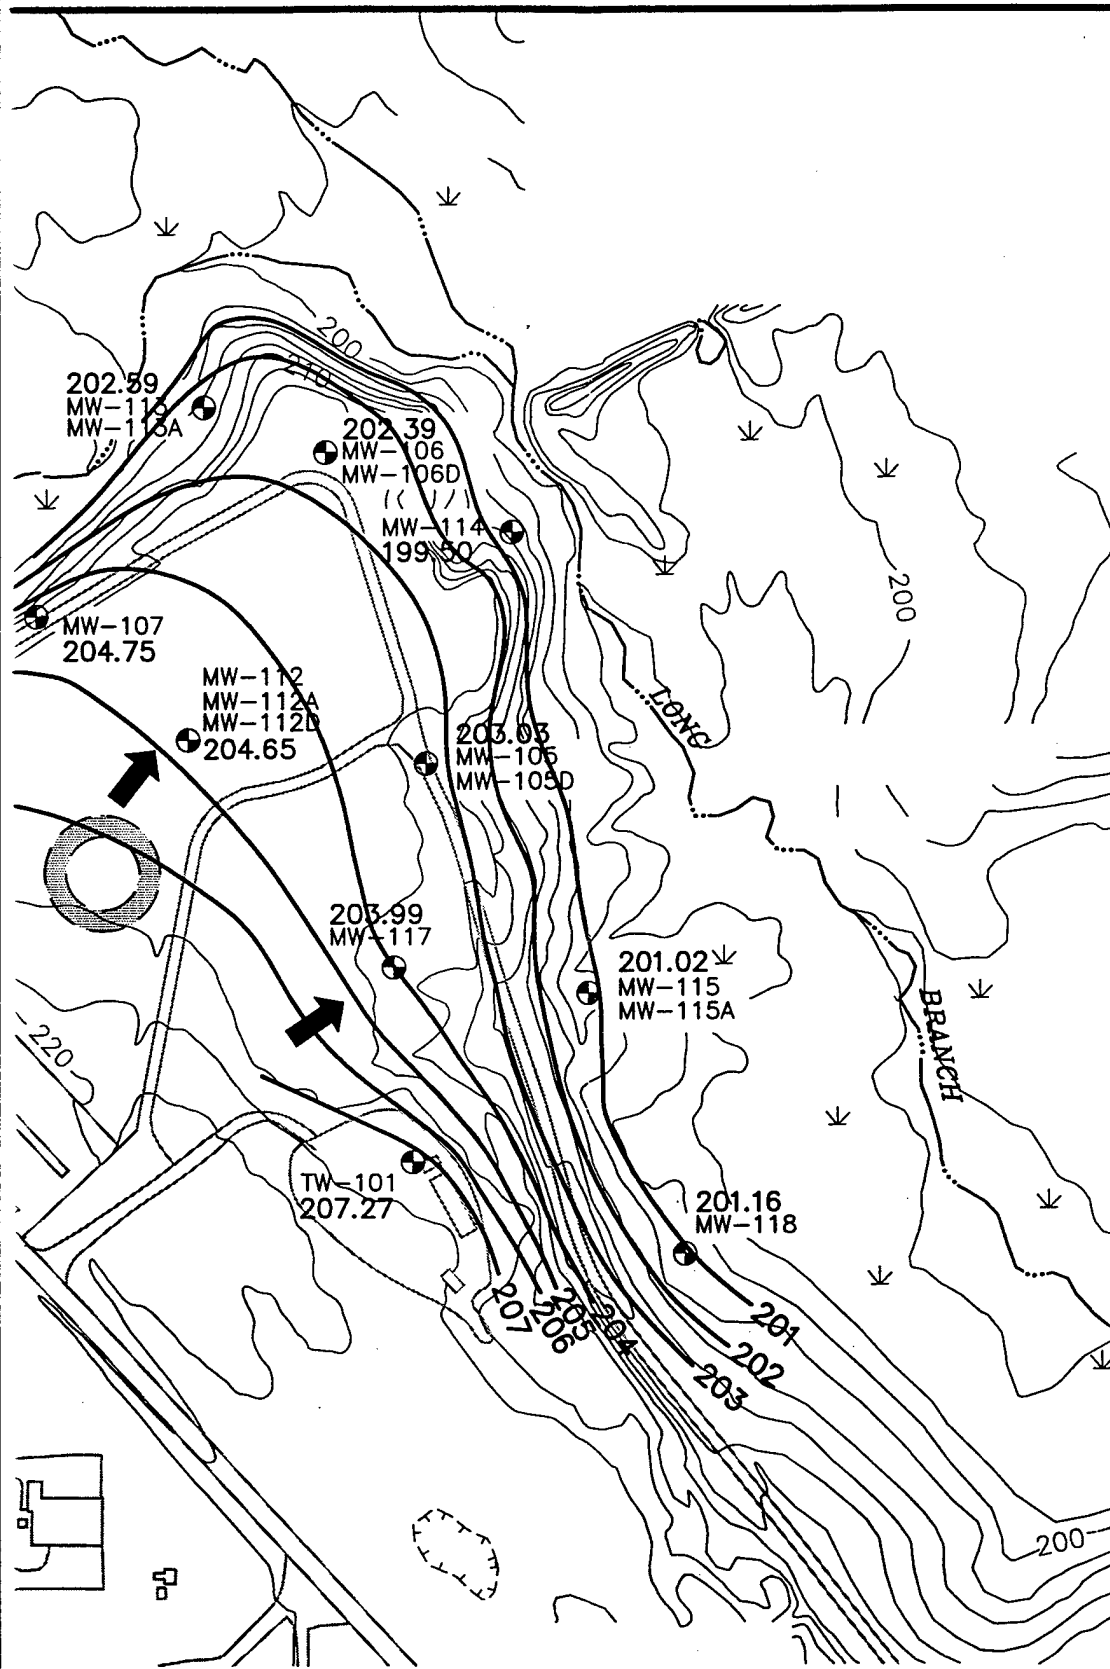 200
210
202.59
MW-113
MW-113A
202.39
MW-106
MW-106D
MW-114
199.50
200
MW-107
204.75
MW-112
MW-112A
MW-112D
204.65
LONG
203.03
MW-105
MW-105D
203.99
MW-117
201.02
MW-115
MW-115A
BRANCH
220
TW-101
207.27
201.16
MW-118
207
206
205
204
201
202
203
200